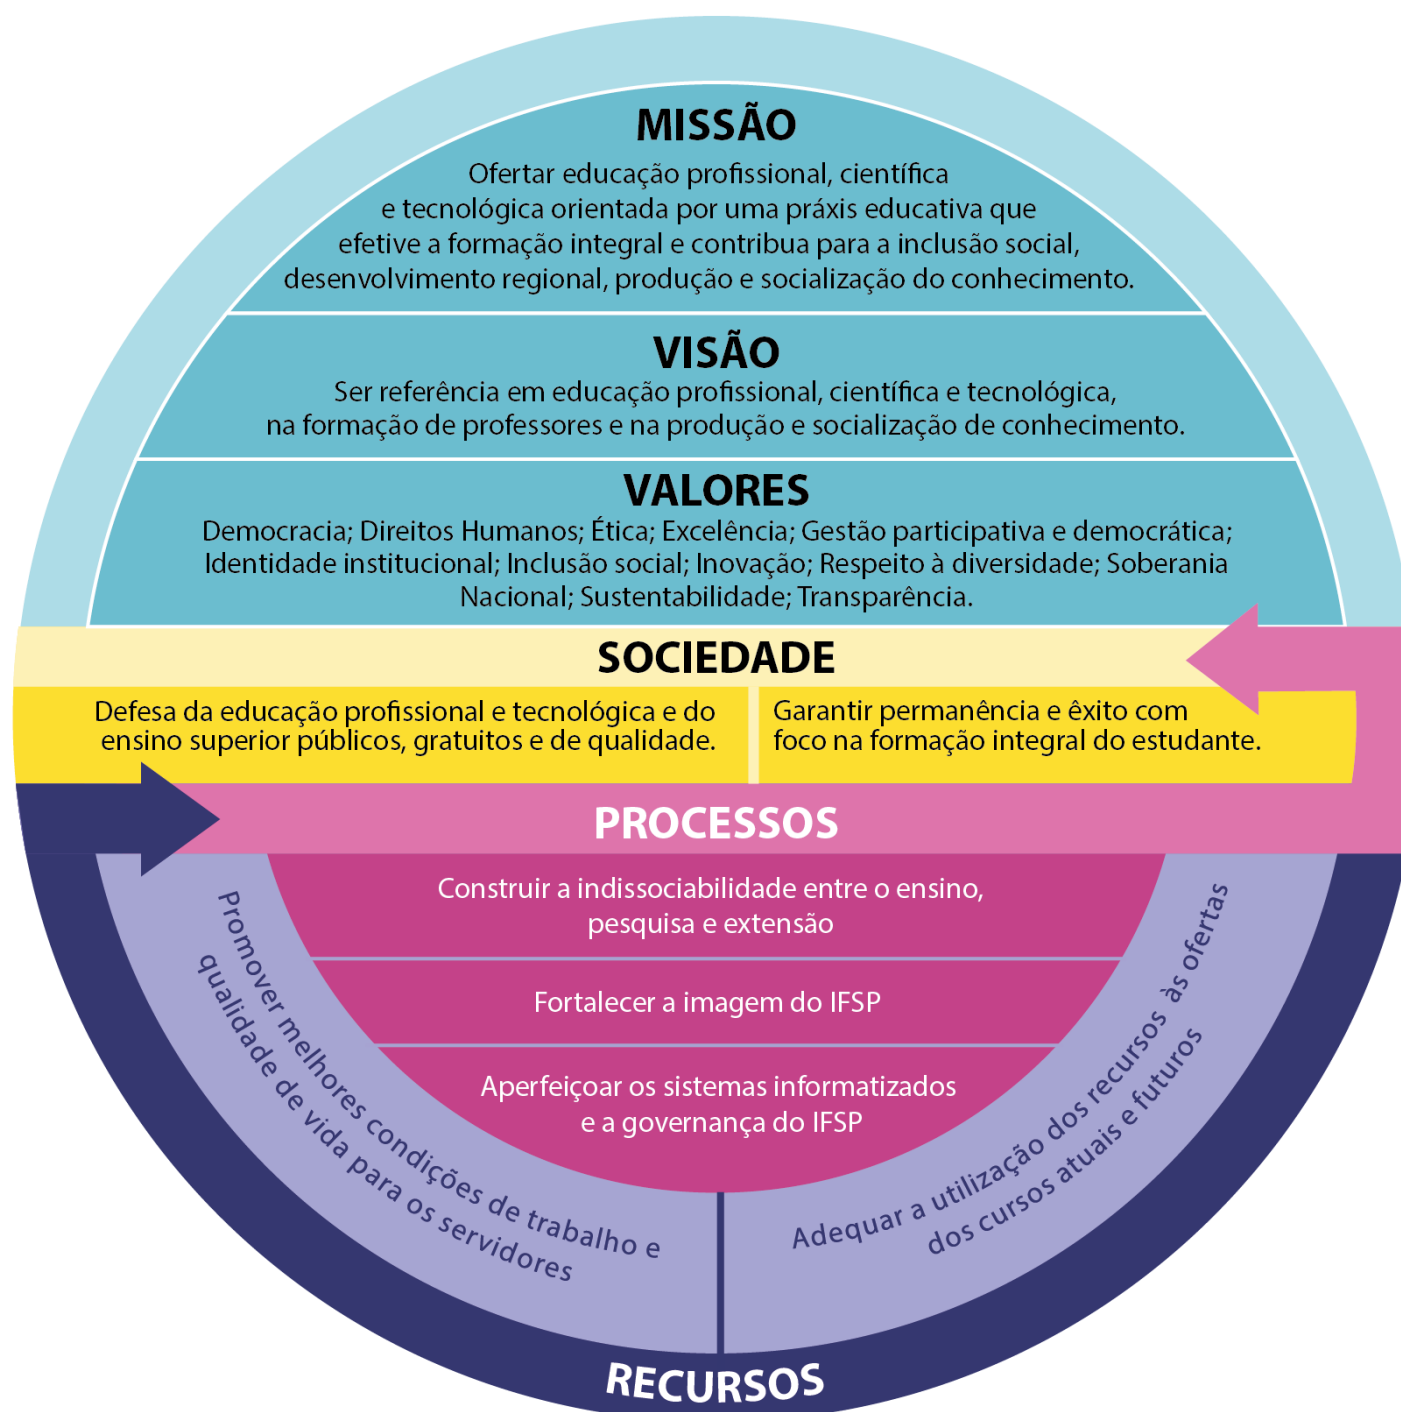 MISSÃO
Ofertar educação profissional, científica
e tecnológica orientada por uma práxis educativa que
efetive a formação integral e contribua para a inclusão social,
desenvolvimento regional, produção e socialização do conhecimento.
VISÃO
Ser referência em educação profissional, científica e tecnológica,
na formação de professores e na produção e socialização de conhecimento.
VALORES
Democracia; Direitos Humanos; Ética; Excelência; Gestão participativa e democrática;
Identidade institucional; Inclusão social; Inovação; Respeito à diversidade; Soberania
Nacional; Sustentabilidade; Transparência.
SOCIEDADE
Defesa da educação profissional e tecnológica e do
ensino superior públicos, gratuitos e de qualidade.
Garantir permanência e êxito com
foco na formação integral do estudante.
PROCESSOS
Construir a indissociabilidade entre o ensino,
pesquisa e extensão
Fortalecer a imagem do IFSP
Aperfeiçoar os sistemas informatizados
e a governança do IFSP
Promover melhores condições de trabalho e
qualidade de vida para os servidores
Adequar a utilização dos recursos às ofertas
dos cursos atuais e futuros
RECURSOS